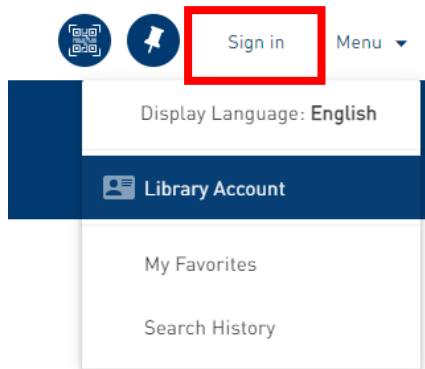 Sign in Menu
Display Language: English
Library Account
My Favorites
Search History